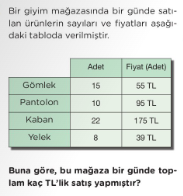 Bir giyim mağazasında bir günde satı-
lan ürünlerin sayıları ve fiyatları aşağı-
daki tabloda verilmiştir.
Adet Fiyat (Adet)
Gömlek 15 55 TL
Pantolon 10 95 TL
Kaban 22 175 TL
Yelek 8 39 TL
Buna göre, bu mağaza bir günde top-
lam kaç TL'lik satış yapmıştır?